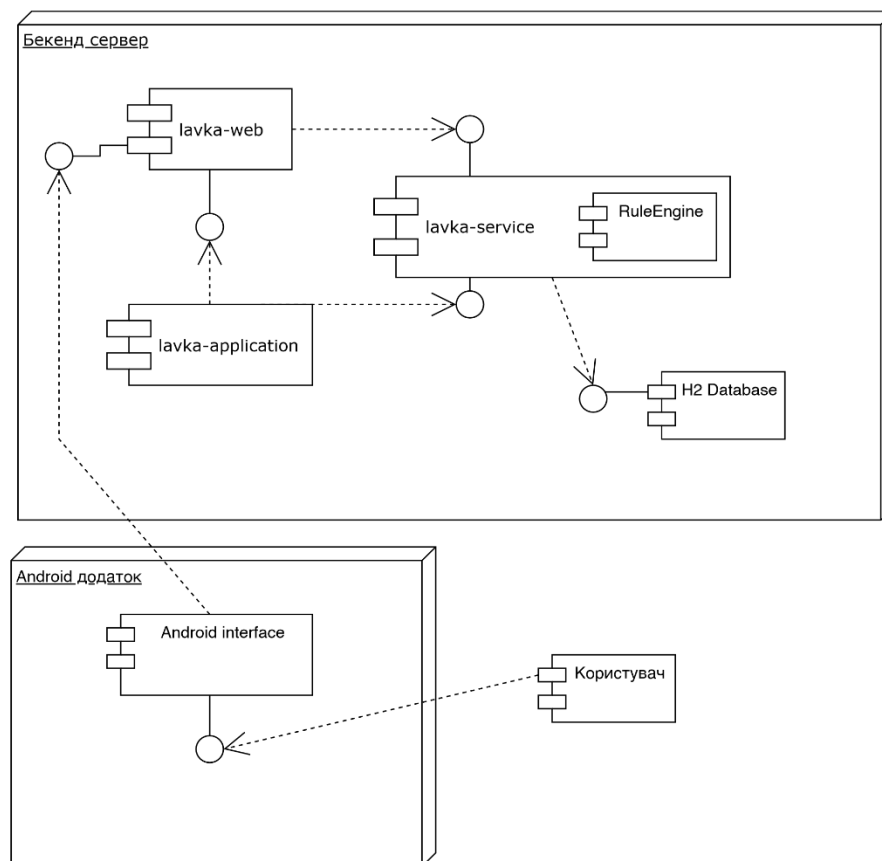 Бекенд сервер
lavka-web
RuleEngine
lavka-service
lavka-application
H2 Database
Android додаток
Android interface
Користувач